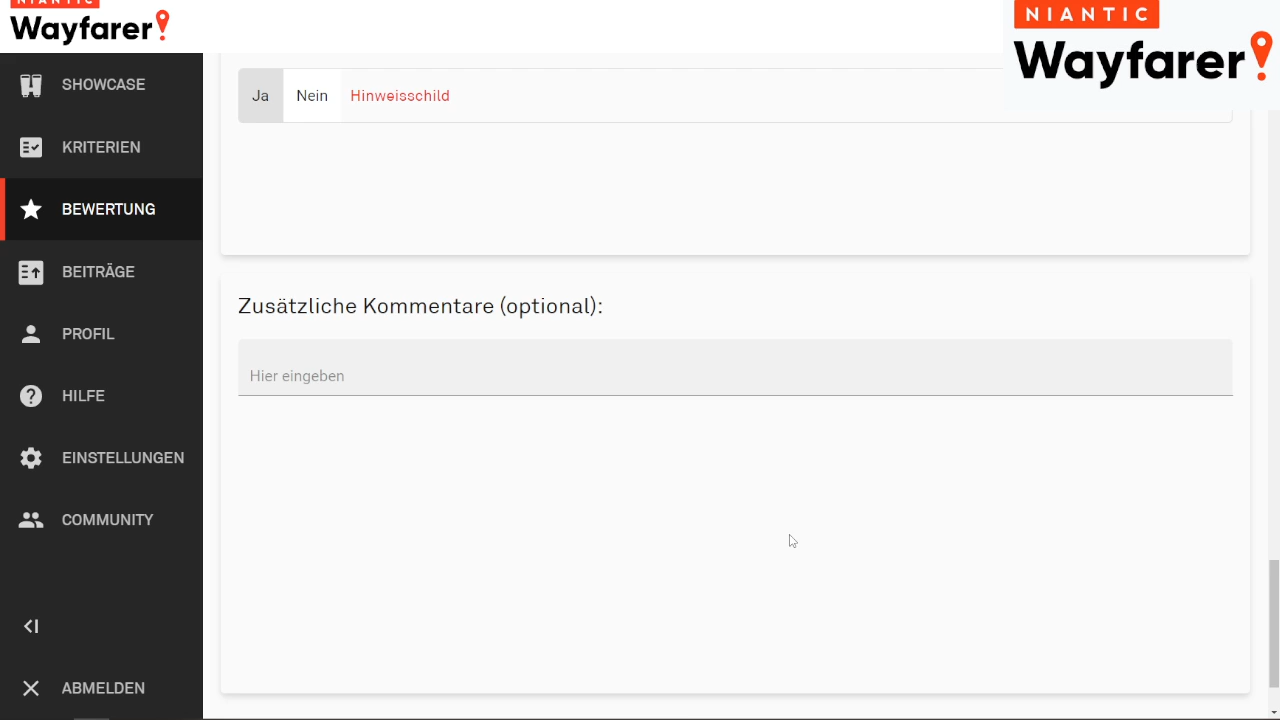 NIANTIC
Wayfarer
NIANTIC
Wayfarer
SHOWCASE
KRITERIEN
BEWERTUNG
BEITRÄGE
PROFIL
HILFE
EINSTELLUNGEN
COMMUNITY
ABMELDEN
Ja Nein Hinweisschild
Zusätzliche Kommentare (optional):
Hier eingeben